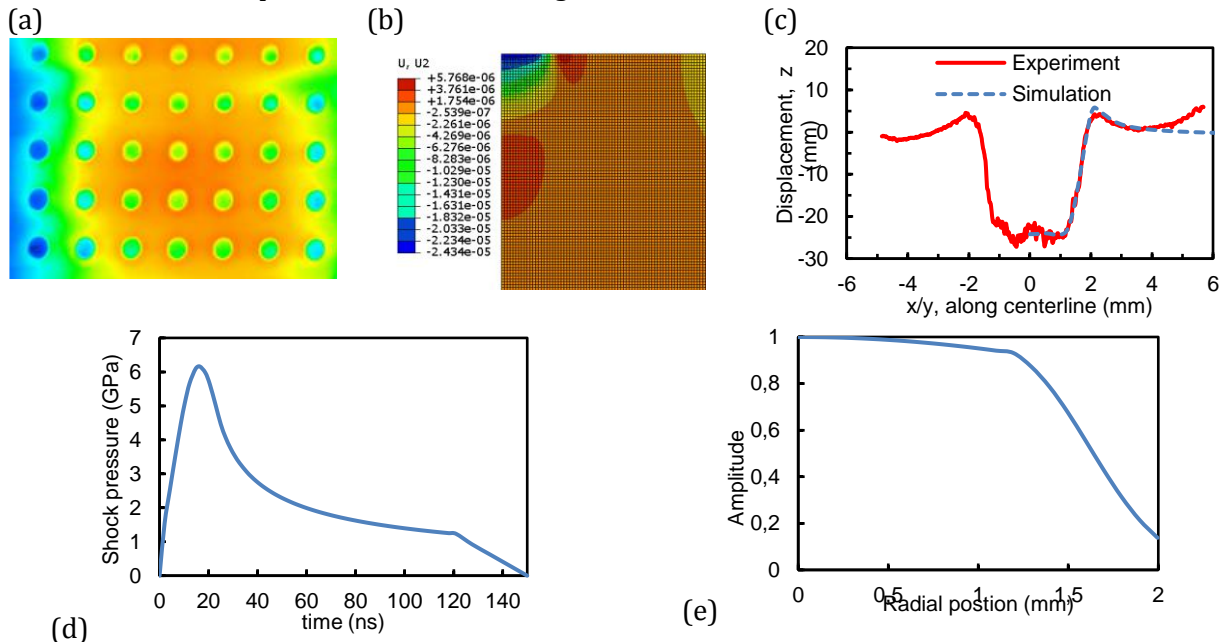 (a)
(b)
U, U2
+5.768e-06
+3.761e-06
+1.754e-06
-2.539e-07
-2.261e-06
-4.269e-06
-6.276e-06
-8.283e-06
-1.029e-05
-1.230e-05
-1.431e-05
-1.631e-05
-1.832e-05
-2.033e-05
-2.234e-05
-2.434e-05
(c)
Displacement, z (mm)
20
10
0
-10
-20
-30
Experiment
Simulation
-6 -4 -2 0 2 4 6
x/y, along centerline (mm)
Shock pressure (GPa)
7
6
5
4
3
2
1
0
0 20 40 60 80 100 120 140
time (ns)
(d)
Amplitude
1
0,8
0,6
0,4
0,2
0
0 0,5 1 1,5 2
Radial postion (mm)
(e)